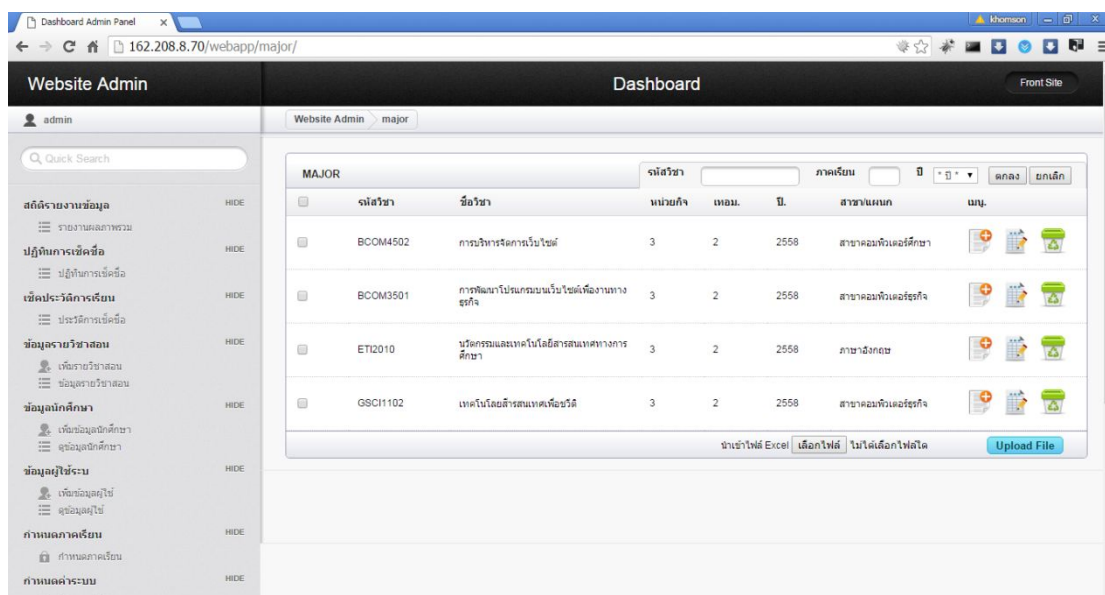 Dashboard Admin Panel
khomson
162.208.8.70/webapp/major/
Website Admin
Dashboard
Front Site
admin
Website Admin
major
Quick Search
สถิติรายงานข้อมูล
HIDE
รายงานผลภาพรวม
ปฏิทินการเช็คชื่อ
HIDE
ปฏิทินการเช็คชื่อ
เช็คประวัติการเรียน
HIDE
ประวัติการเช็คชื่อ
ข้อมูลรายวิชาสอน
HIDE
เพิ่มรายวิชาสอน
ข้อมูลรายวิชาสอน
ข้อมูลนักศึกษา
HIDE
เพิ่มข้อมูลนักศึกษา
ดูข้อมูลนักศึกษา
ข้อมูลผู้ใช้ระบ
HIDE
เพิ่มข้อมูลผู้ใช้
ดูข้อมูลผู้ใช้
กำหนดภาคเรียน
HIDE
กำหนดภาคเรียน
กำหนดค่าระบบ
HIDE
MAJOR
รหัสวิชา
ภาคเรียน
ปี
* ปี *
ตกลง
ยกเลิก
รหัสวิชา ชื่อวิชา หน่วยกิจ เทอม. ปี. สาขา/แผนก เมนู.
BCOM4502 การบริหารจัดการเว็บไซต์ 3 2 2558 สาขาคอมพิวเตอร์ศึกษา
BCOM3501 การพัฒนาโปรแกรมบนเว็บไซต์เพื่องานทาง
ธุรกิจ 3 2 2558 สาขาคอมพิวเตอร์ธุรกิจ
ETI2010 นวัตกรรมและเทคโนโลยีสารสนเทศทางการ
ศึกษา 3 2 2558 ภาษาอังกฤษ
GSCI1102 เทคโนโลยีสารสนเทศเพื่อชวิติ 3 2 2558 สาขาคอมพิวเตอร์ธุรกิจ
นำเข้าไฟล์ Excel เลือกไฟล์ ไม่ได้เลือกไฟล์ใด
Upload File